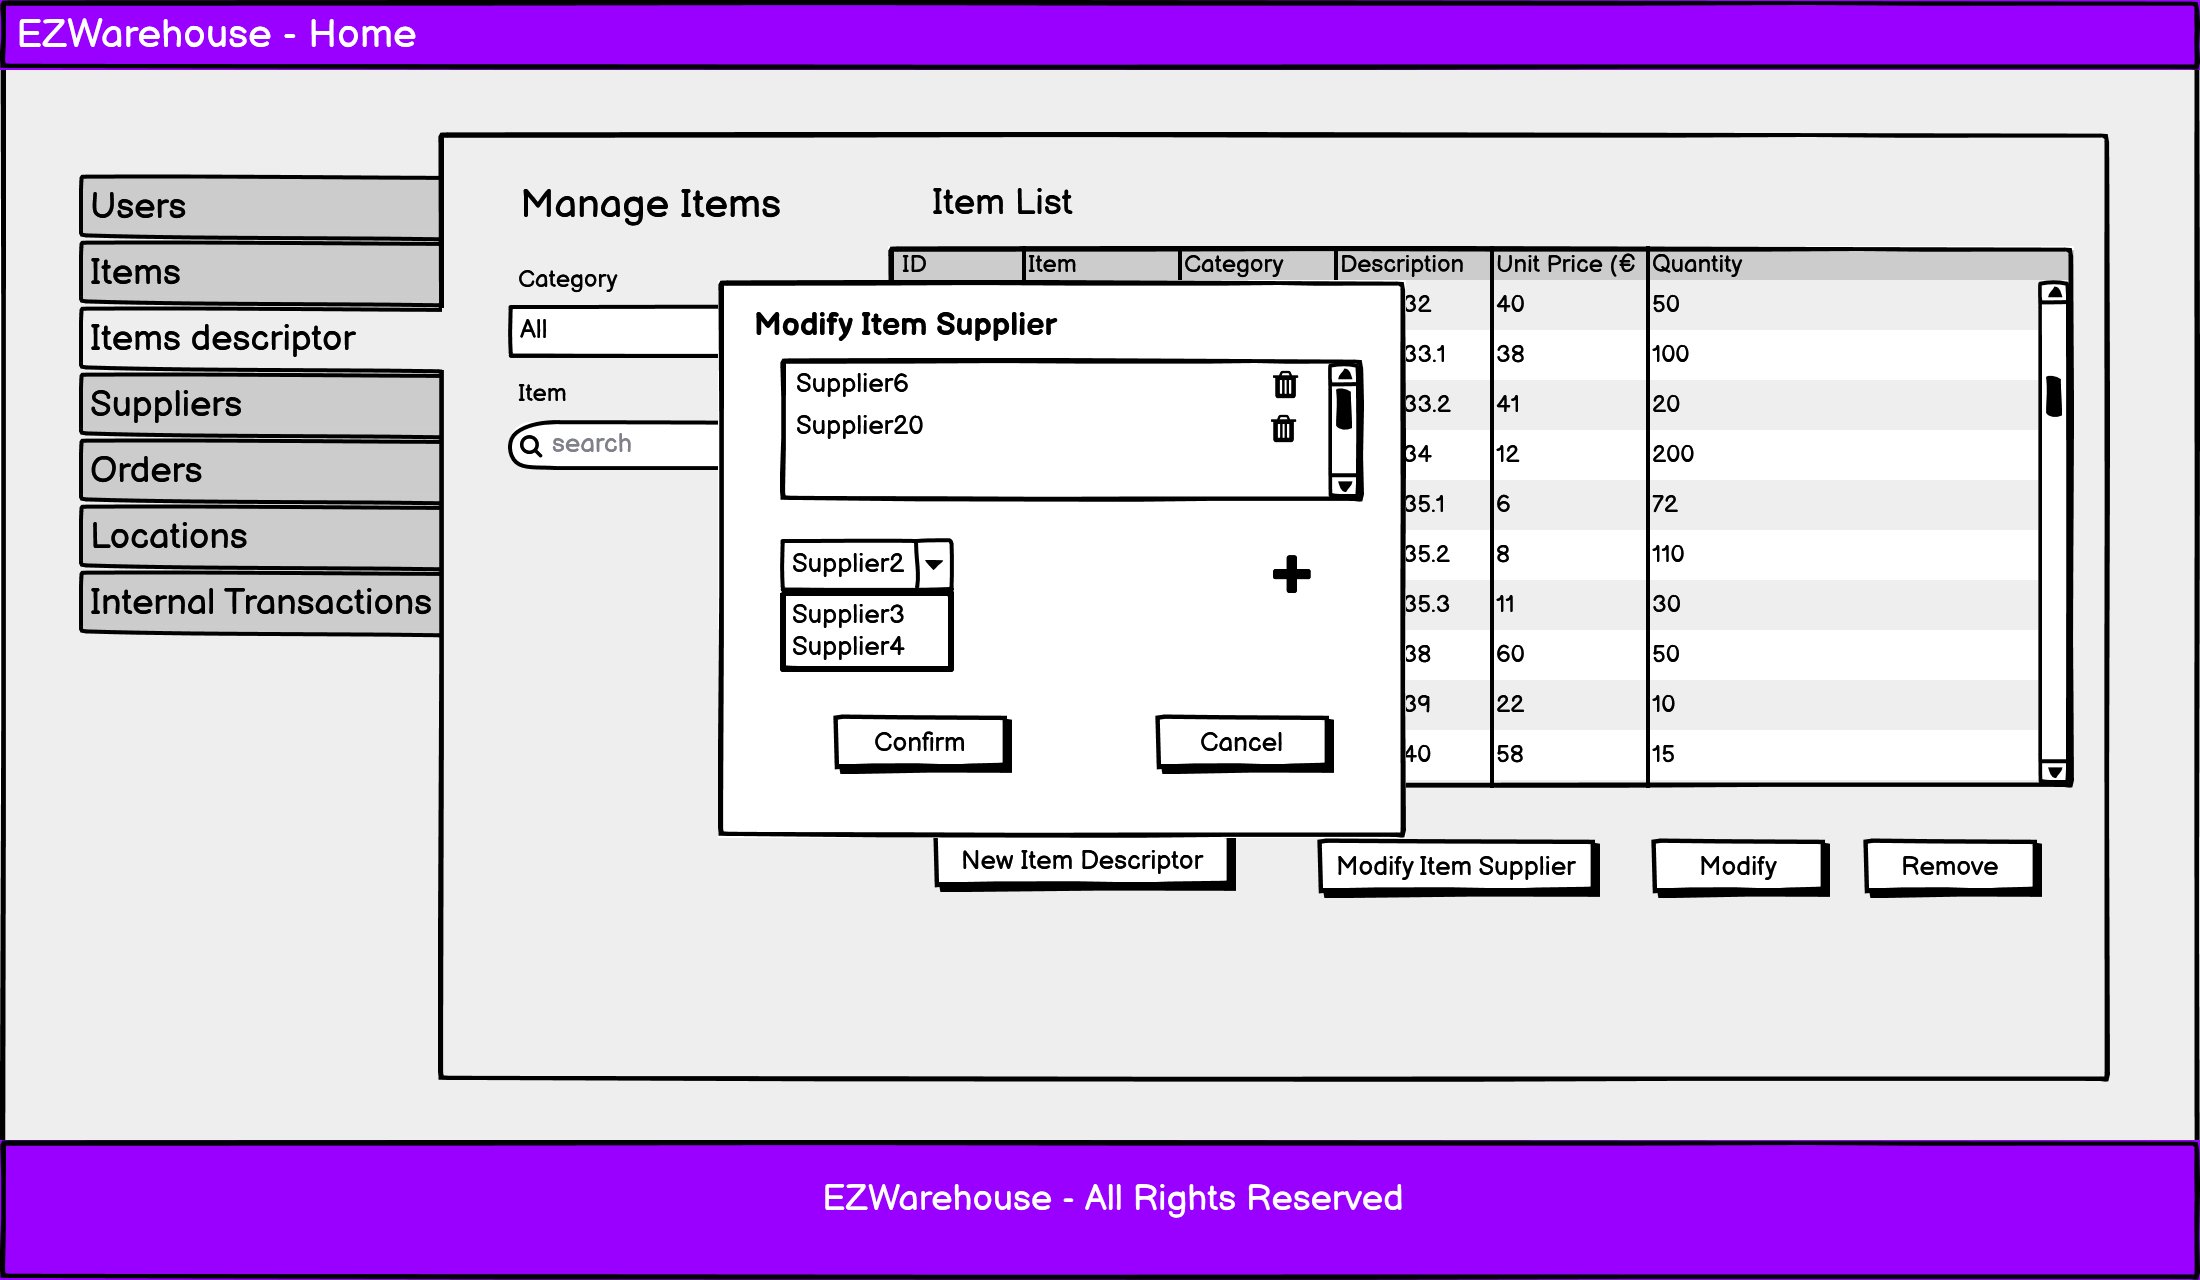 EZWarehouse - Home
Users
Items
Items descriptor
Suppliers
Orders
Locations
Internal Transactions
Manage Items
Category
All
Item
search
Item List
ID Item Category Description Unit Price (€ Quantity
32 40 50
33.1 38 100
33.2 41 20
34 12 200
35.1 6 72
35.2 8 110
35.3 11 30
38 60 50
39 22 10
40 58 15
Modify Item Supplier
Supplier6
Supplier20
Supplier2
Supplier3
Supplier4
Confirm Cancel
New Item Descriptor Modify Item Supplier Modify Remove
EZWarehouse - All Rights Reserved